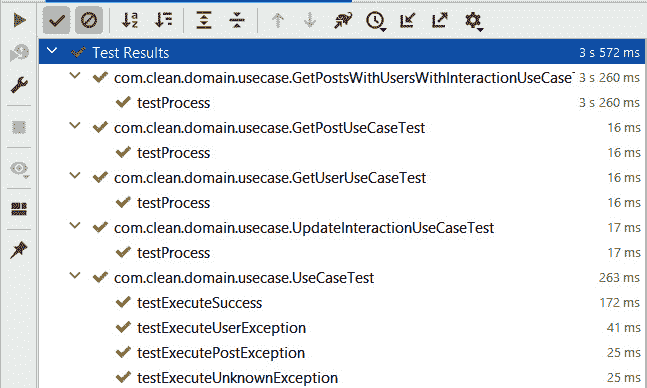 Test Results 3 s 572 ms
com.clean.domain.usecase.GetPostsWithUsersWithInteractionUseCaseT 3 s 260 ms
testProcess 3 s 260 ms
com.clean.domain.usecase.GetPostUseCaseTest 16 ms
testProcess 16 ms
com.clean.domain.usecase.GetUserUseCaseTest 16 ms
testProcess 16 ms
com.clean.domain.usecase.UpdateInteractionUseCaseTest 17 ms
testProcess 17 ms
com.clean.domain.usecase.UseCaseTest 263 ms
testExecuteSuccess 172 ms
testExecuteUserException 41 ms
testExecutePostException 25 ms
testExecuteUnknownException 25 ms